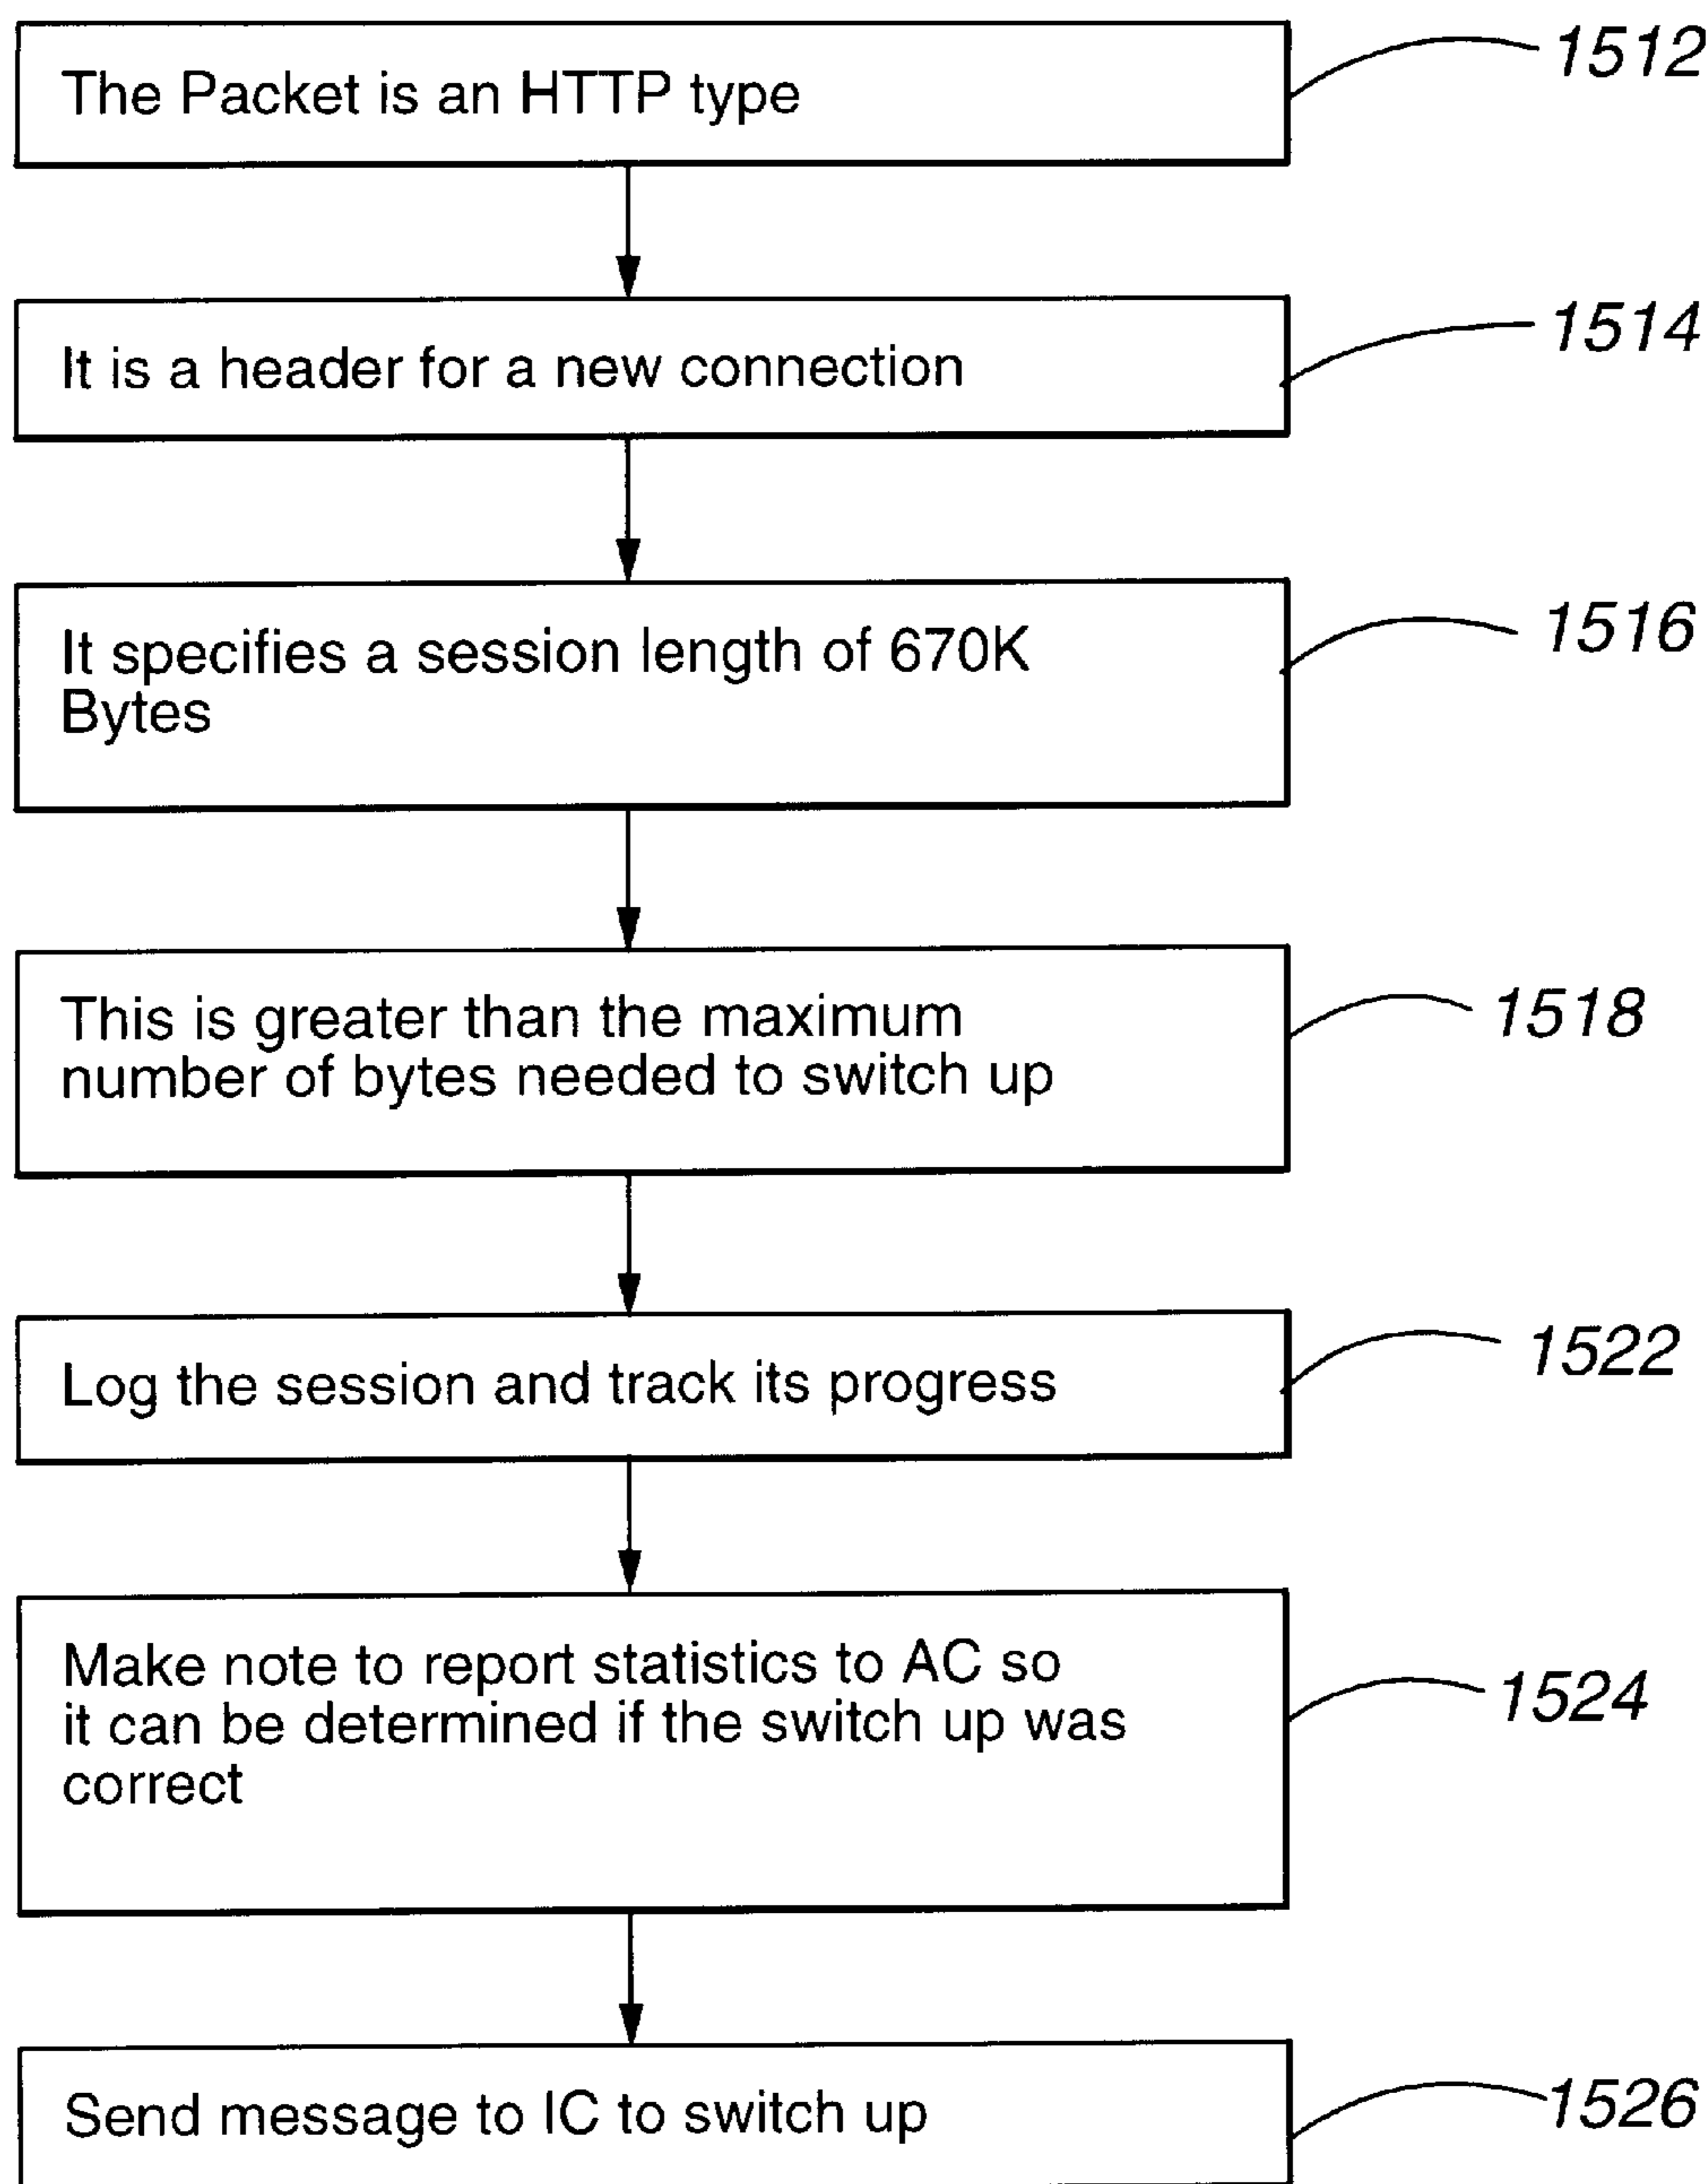 The Packet is an HTTP type
1512
It is a header for a new connection
1514
It specifies a session length of 670K
Bytes
1516
This is greater than the maximum
number of bytes needed to switch up
1518
Log the session and track its progress
1522
Make note to report statistics to AC so
it can be determined if the switch up was
correct
1524
Send message to IC to switch up
1526